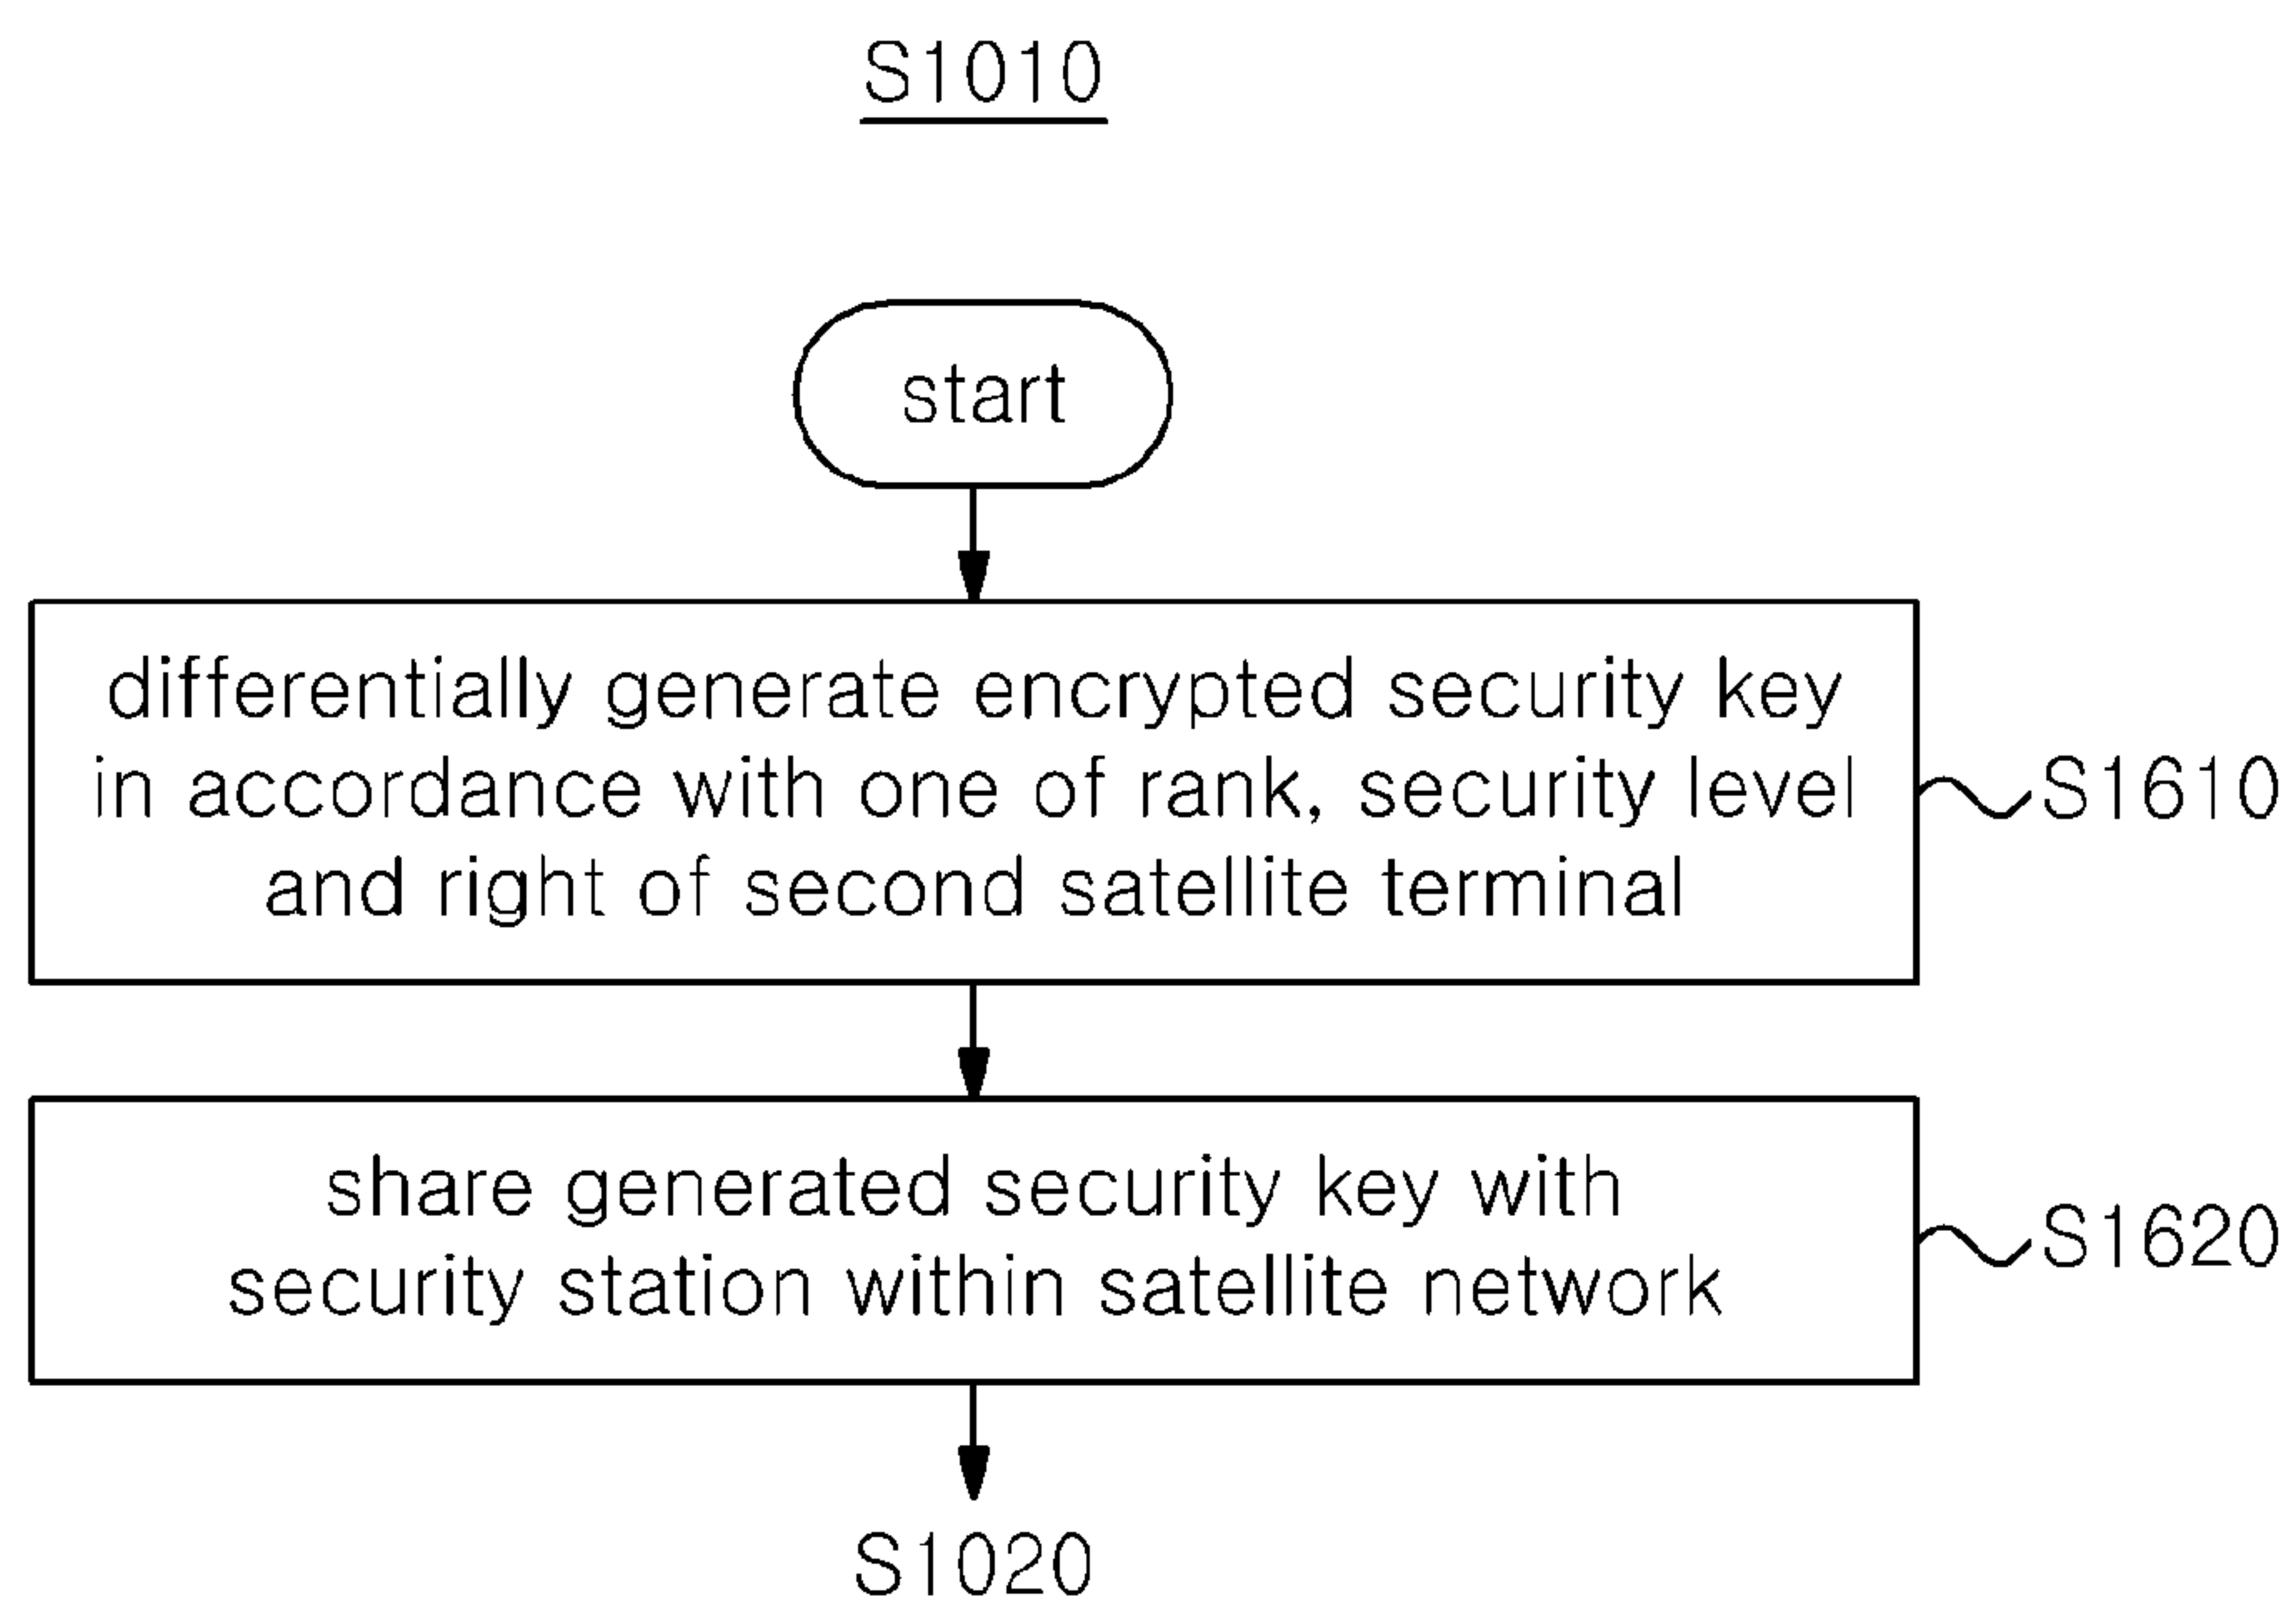 S1010
start
differentially generate encrypted security key
in accordance with one of rank, security level
and right of second satellite terminal
S1610
share generated security key with
security station within satellite network
S1620
S1020